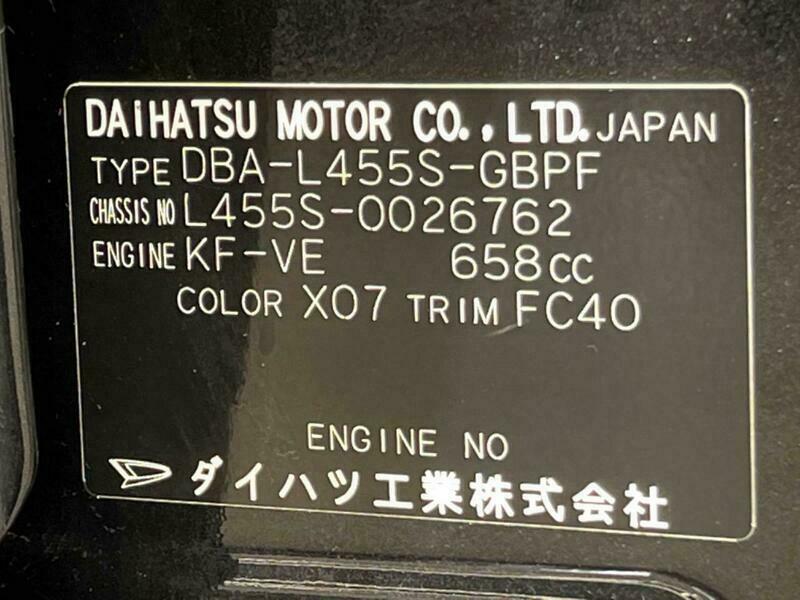 DAiHATSU MOTOR CO., LTD. JAPAN
TYPE DBA-L455S-GBPF
CHASSIS NO L455S-0026762
ENGINE KF-VE 658CC
COLOR X07 TRIM FC40
ENGINE NO
ダイハツ工業株式会社